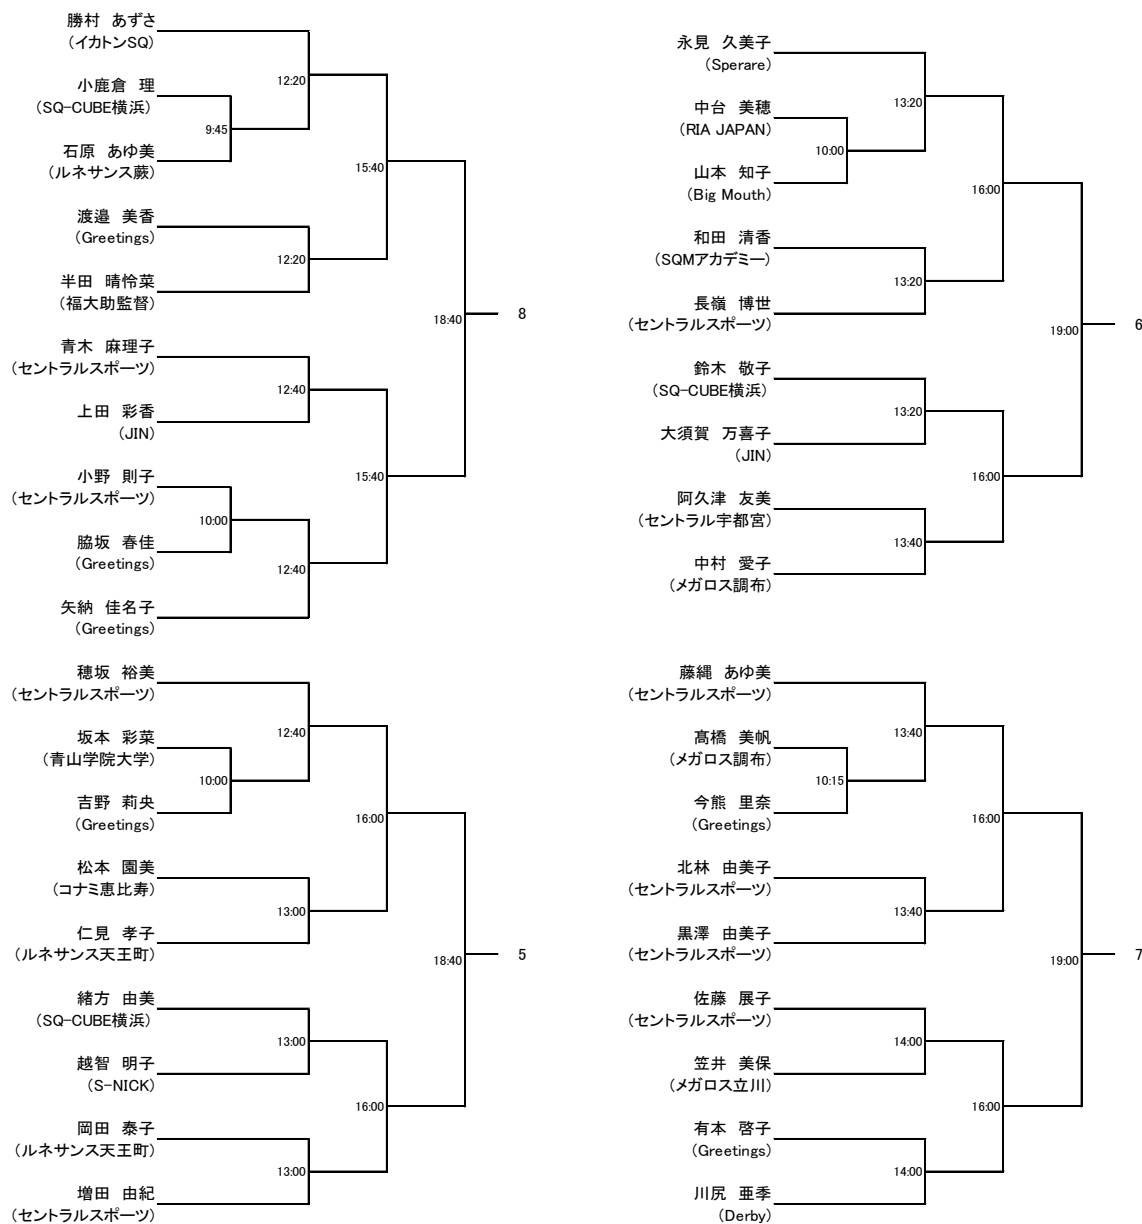 勝村 あずさ
(イカトンSQ)
12:20
小鹿倉 理
(SQ-CUBE横浜)
9:45
石原 あゆ美
(ルネサンス蕨)
15:40
渡邉 美香
(Greetings)
12:20
半田 晴怜菜
(福大助監督)
18:40
8
青木 麻理子
(セントラルスポーツ)
12:40
上田 彩香
(JIN)
15:40
小野 則子
(セントラルスポーツ)
10:00
脇坂 春佳
(Greetings)
12:40
矢納 佳名子
(Greetings)
穂坂 裕美
(セントラルスポーツ)
12:40
坂本 彩菜
(青山学院大学)
10:00
吉野 莉央
(Greetings)
16:00
松本 園美
(コナミ恵比寿)
13:00
仁見 孝子
(ルネサンス天王町)
18:40
5
緒方 由美
(SQ-CUBE横浜)
13:00
越智 明子
(S-NICK)
16:00
岡田 泰子
(ルネサンス天王町)
13:00
増田 由紀
(セントラルスポーツ)
永見 久美子
(Sperare)
13:20
中台 美穂
(RIA JAPAN)
10:00
山本 知子
(Big Mouth)
16:00
和田 清香
(SQMアカデミー)
13:20
長嶺 博世
(セントラルスポーツ)
19:00
6
鈴木 敬子
(SQ-CUBE横浜)
13:20
大須賀 万喜子
(JIN)
16:00
阿久津 友美
(セントラル宇都宮)
13:40
中村 愛子
(メガロス調布)
藤縄 あゆ美
(セントラルスポーツ)
13:40
髙橋 美帆
(メガロス調布)
10:15
今熊 里奈
(Greetings)
16:00
北林 由美子
(セントラルスポーツ)
13:40
黒澤 由美子
(セントラルスポーツ)
19:00
7
佐藤 展子
(セントラルスポーツ)
14:00
笠井 美保
(メガロス立川)
16:00
有本 啓子
(Greetings)
14:00
川尻 亜季
(Derby)